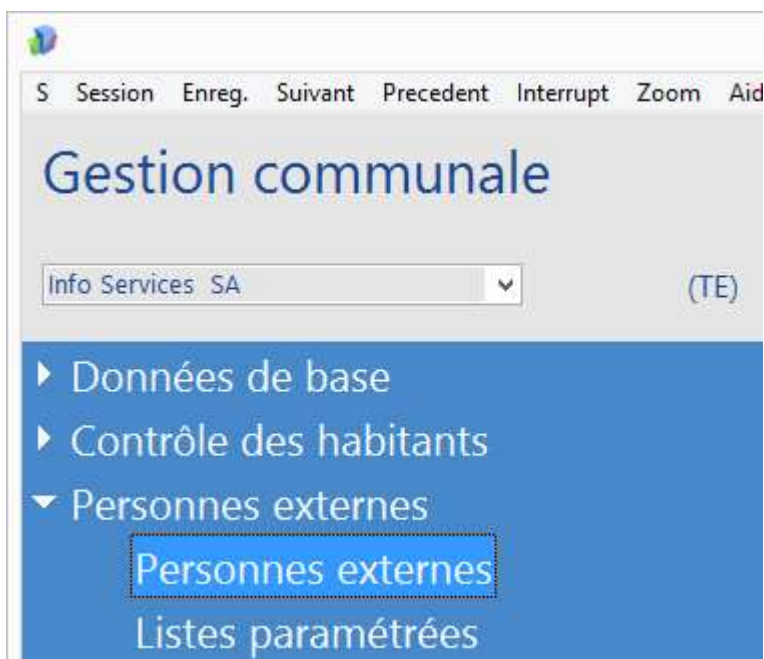 S Session Enreg. Suivant Precedent Interrupt Zoom Aid
Gestion communale
Info Services SA
(TE)
Données de base
Contrôle des habitants
Personnes externes
Personnes externes
Listes paramétrées